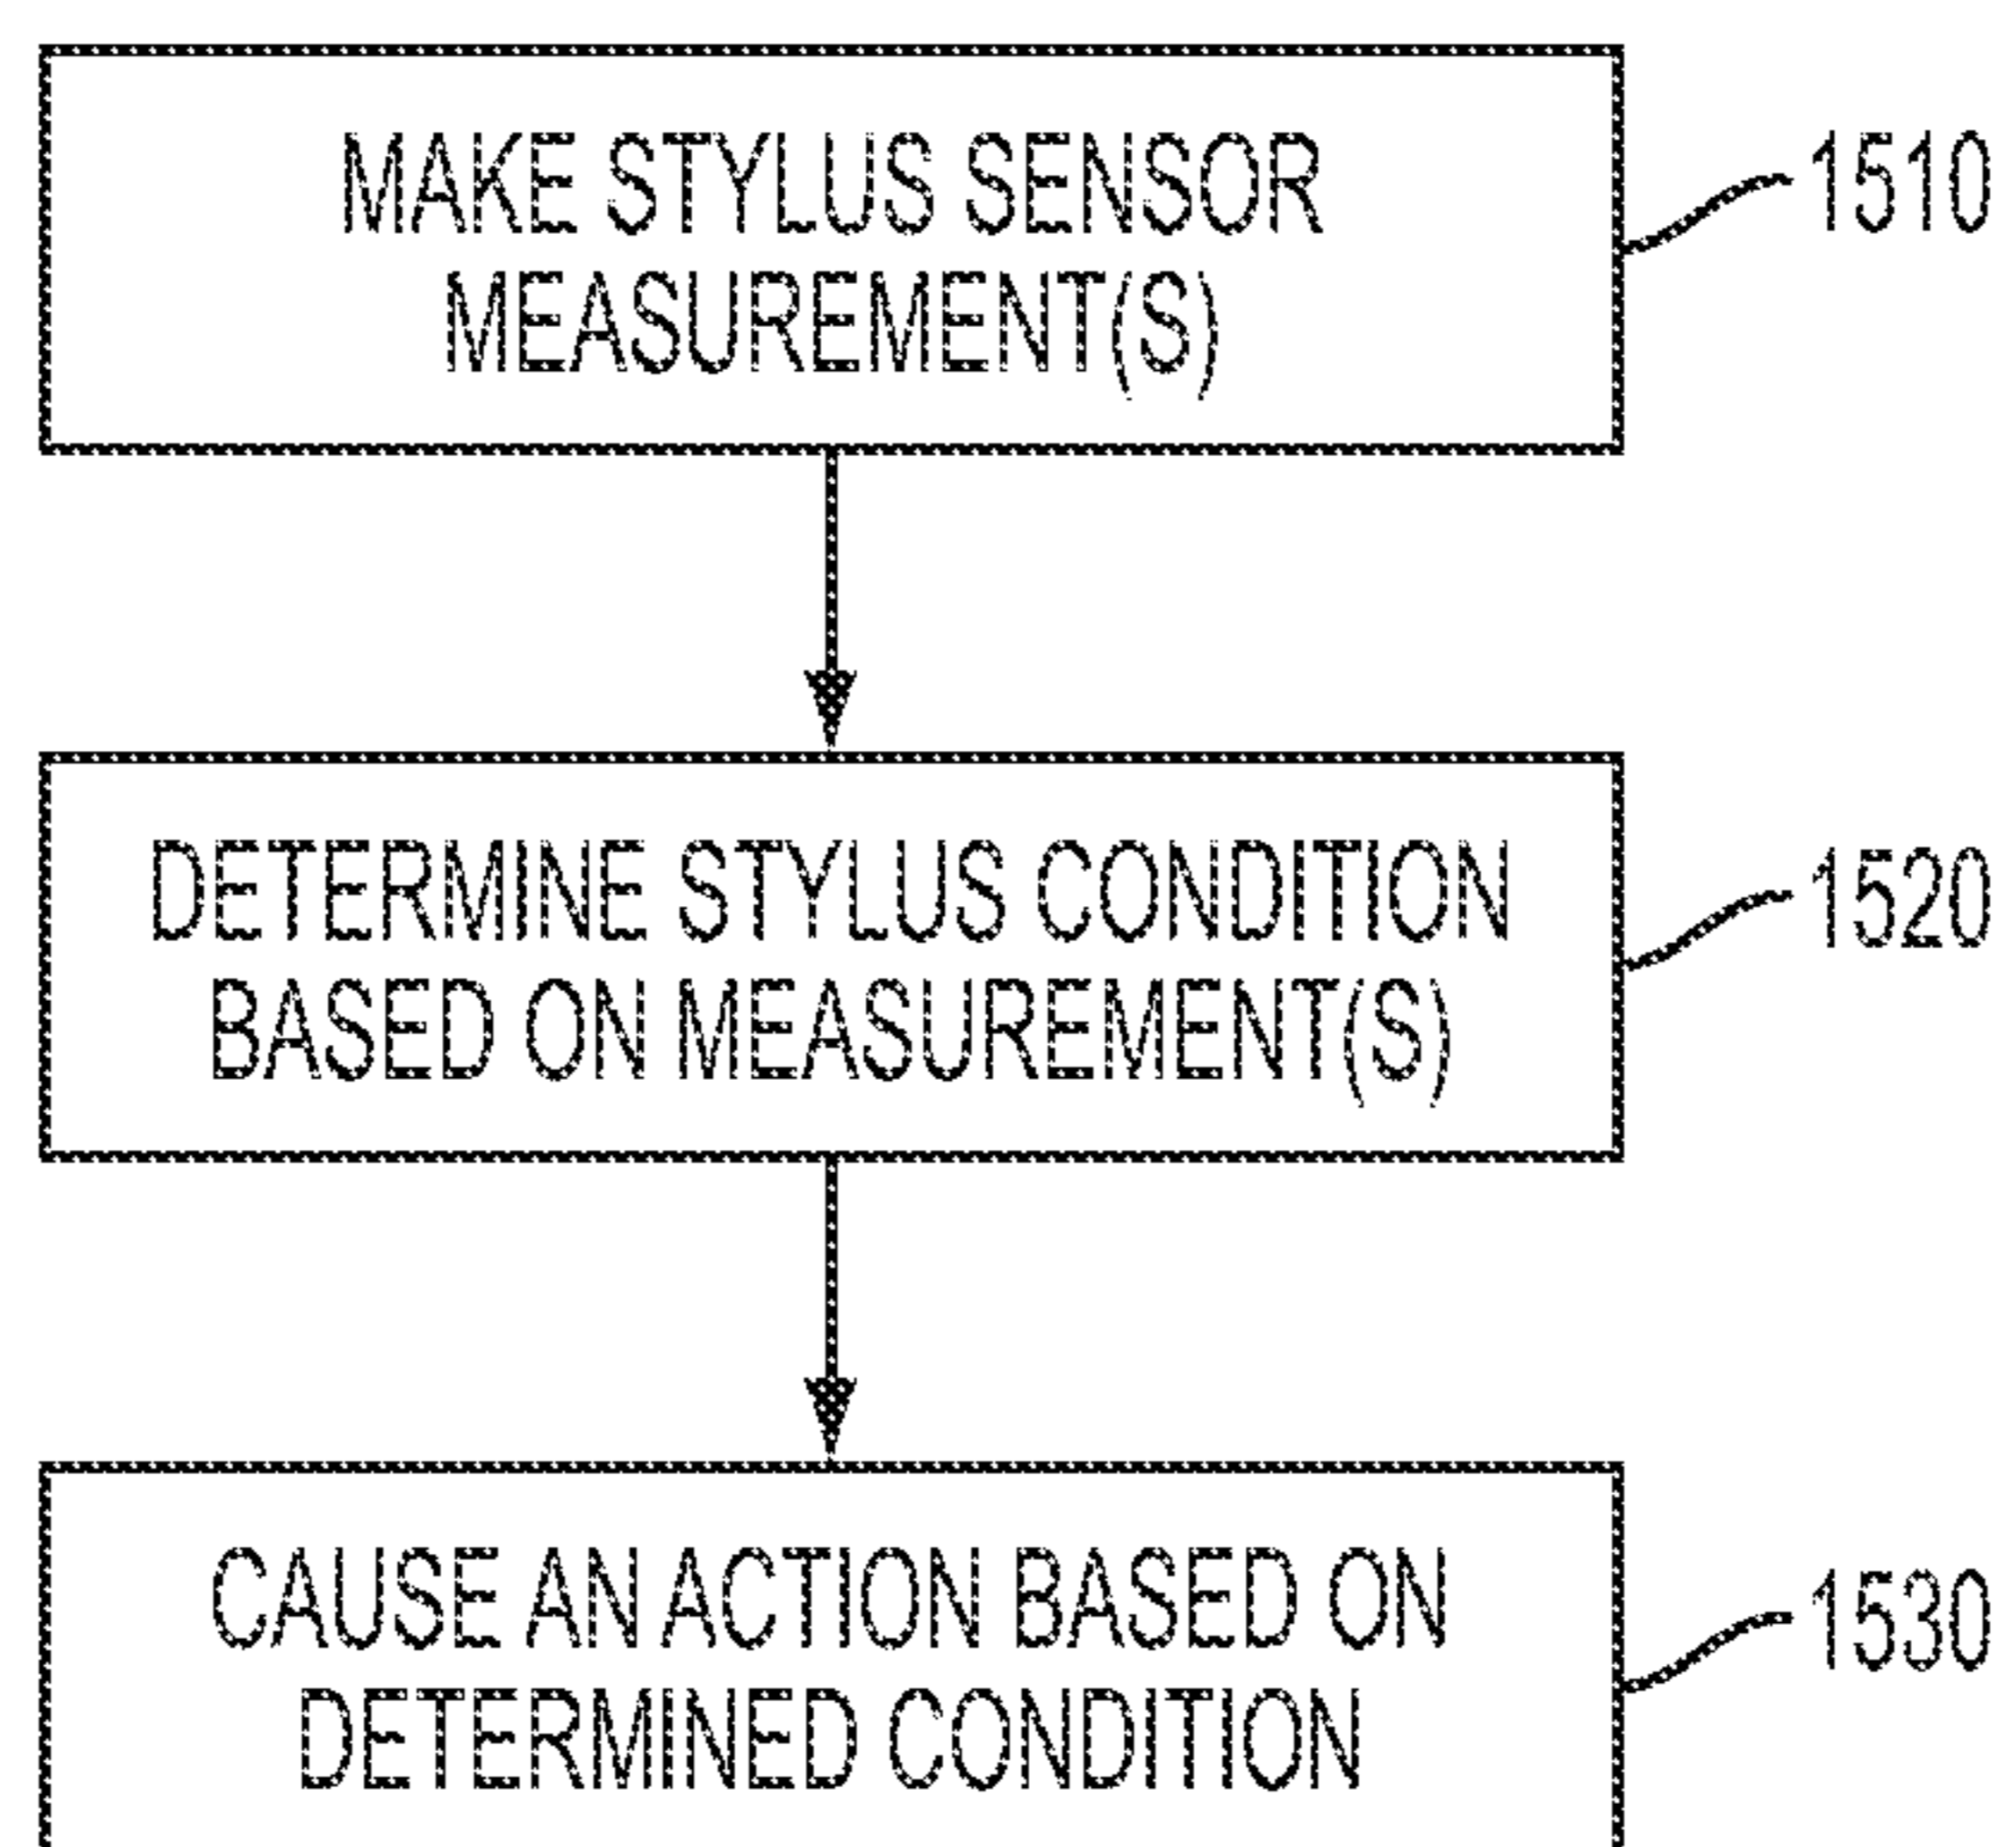 MAKE STYLUS SENSOR
MEASUREMENT(S)
1510
DETERMINE STYLUS CONDITION
BASED ON MEASUREMENT(S)
1520
CAUSE AN ACTION BASED ON
DETERMINED CONDITION
1530